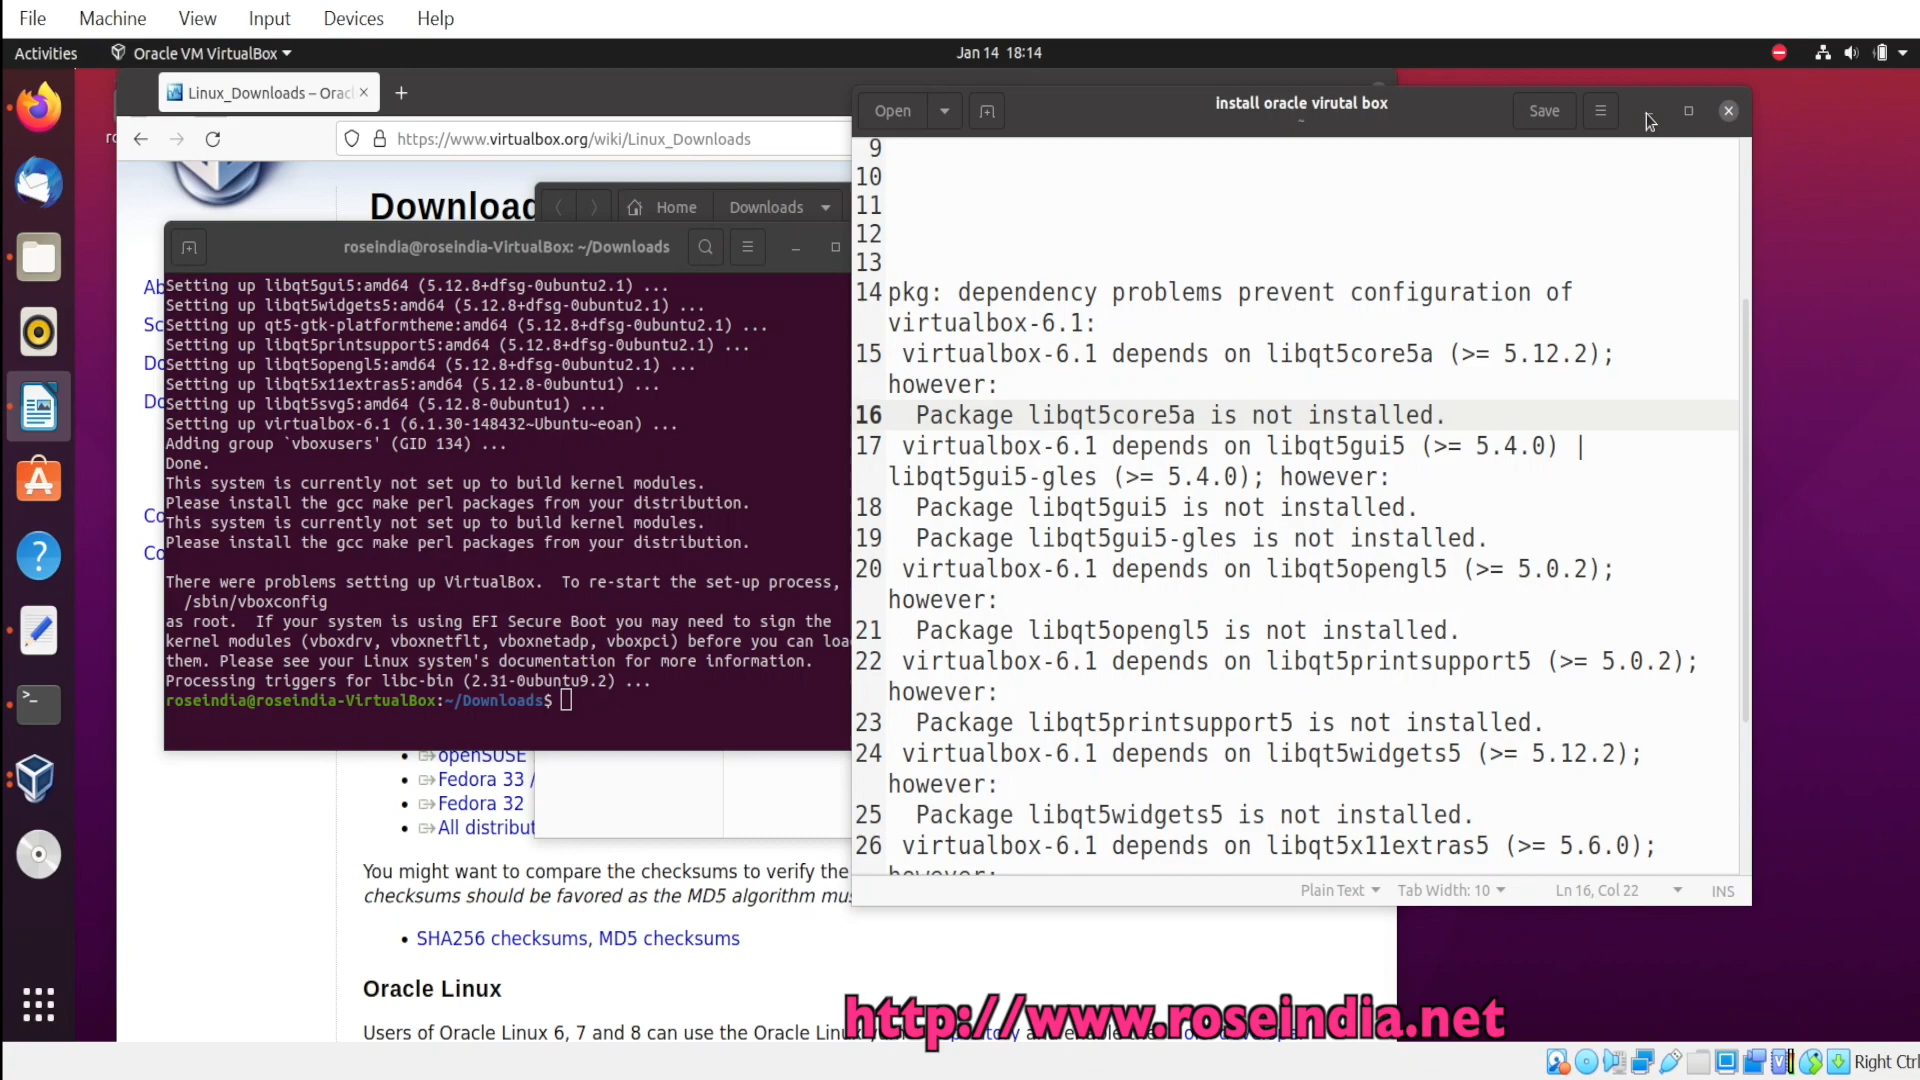 File Machine View Input Devices Help
Activities Oracle VM VirtualBox Jan 14 18:14
Linux_Downloads – Orac
https://www.virtualbox.org/wiki/Linux_Downloads
Download
Home Downloads
roseindia@roseindia-VirtualBox: ~/Downloads
Ab
Sc
Do
Do
Co
Co
Setting up libqt5gui5:amd64 (5.12.8+dfsg-0ubuntu2.1) ...
Setting up libqt5widgets5:amd64 (5.12.8+dfsg-0ubuntu2.1) ...
Setting up qt5-gtk-platformtheme:amd64 (5.12.8+dfsg-0ubuntu2.1) ...
Setting up libqt5printsupport5:amd64 (5.12.8+dfsg-0ubuntu2.1) ...
Setting up libqt5opengl5:amd64 (5.12.8+dfsg-0ubuntu2.1) ...
Setting up libqt5x11extras5:amd64 (5.12.8-0ubuntu1) ...
Setting up libqt5svg5:amd64 (5.12.8-0ubuntu1) ...
Setting up virtualbox-6.1 (6.1.30-148432~Ubuntu~eoan) ...
Adding group `vboxusers' (GID 134) ...
Done.
This system is currently not set up to build kernel modules.
Please install the gcc make perl packages from your distribution.
This system is currently not set up to build kernel modules.
Please install the gcc make perl packages from your distribution.
There were problems setting up VirtualBox. To re-start the set-up process,
/sbin/vboxconfig
as root. If your system is using EFI Secure Boot you may need to sign the
kernel modules (vboxdrv, vboxnetflt, vboxnetadp, vboxpci) before you can loa
them. Please see your Linux system's documentation for more information.
Processing triggers for libc-bin (2.31-0ubuntu9.2) ...
roseindia@roseindia-VirtualBox:~/Downloads$
openSUSE
Fedora 33 /
Fedora 32
All distribut
You might want to compare the checksums to verify the
checksums should be favored as the MD5 algorithm mus
SHA256 checksums, MD5 checksums
Oracle Linux
Users of Oracle Linux 6, 7 and 8 can use the Oracle Linux
Open install oracle virutal box Save
~
9
10
11
12
13
14 pkg: dependency problems prevent configuration of
virtualbox-6.1:
15 virtualbox-6.1 depends on libqt5core5a (>= 5.12.2);
however:
16 Package libqt5core5a is not installed.
17 virtualbox-6.1 depends on libqt5gui5 (>= 5.4.0) |
libqt5gui5-gles (>= 5.4.0); however:
18 Package libqt5gui5 is not installed.
19 Package libqt5gui5-gles is not installed.
20 virtualbox-6.1 depends on libqt5opengl5 (>= 5.0.2);
however:
21 Package libqt5opengl5 is not installed.
22 virtualbox-6.1 depends on libqt5printsupport5 (>= 5.0.2);
however:
23 Package libqt5printsupport5 is not installed.
24 virtualbox-6.1 depends on libqt5widgets5 (>= 5.12.2);
however:
25 Package libqt5widgets5 is not installed.
26 virtualbox-6.1 depends on libqt5x11extras5 (>= 5.6.0);
however:
Plain Text Tab Width: 10 Ln 16, Col 22 INS
http://www.roseindia.net
Right Ctrl